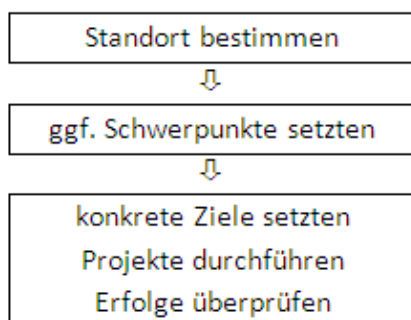 Standort bestimmen
ggf. Schwerpunkte setzten
konkrete Ziele setzten
Projekte durchführen
Erfolge überprüfen